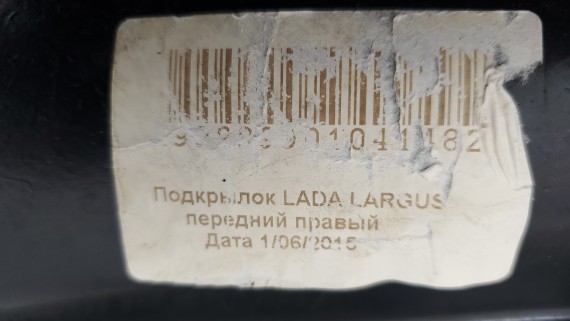 Подкрылок LADA LARGUS
передний правый
Дата 1/06/2015